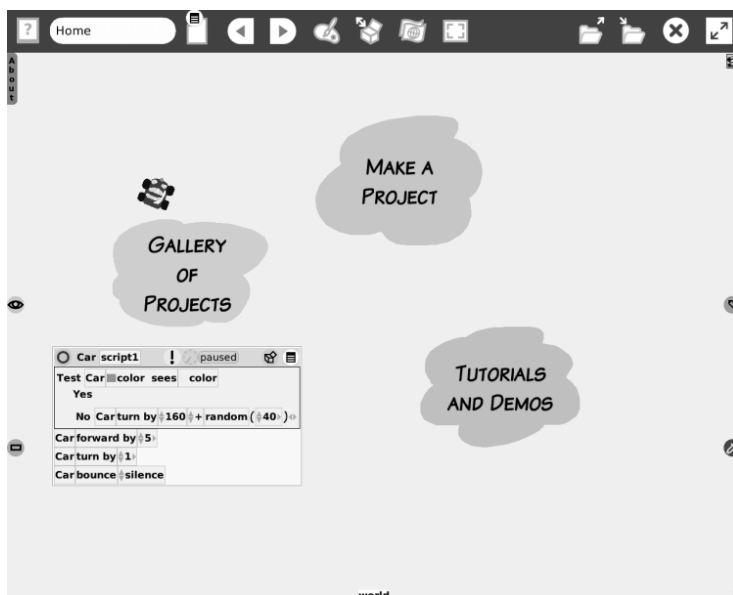 ?
Home
About
MAKE A
PROJECT
GALLERY
OF
PROJECTS
Car script1 ! paused
Test Car color sees color
Yes
No Car turn by 160 + random ( 40 )
Car forward by 5
Car turn by 1
Car bounce silence
TUTORIALS
AND DEMOS
world